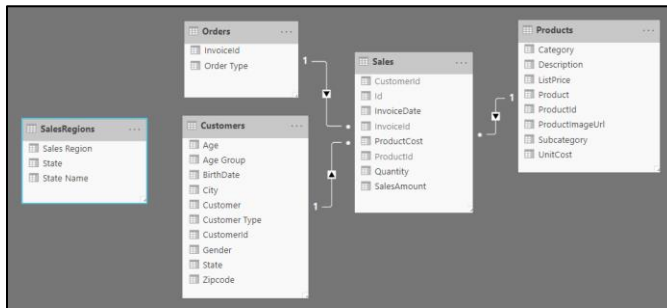 Orders ...
InvoiceId
Order Type
1
SalesRegions ...
Sales Region
State
State Name
Customers ...
Age
Age Group
BirthDate
City
Customer
Customer Type
CustomerId
Gender
State
Zipcode
1
Sales ...
CustomerId
Id
InvoiceDate
InvoiceId
ProductCost
ProductId
Quantity
SalesAmount
1
Products ...
Category
Description
ListPrice
Product
ProductId
ProductImageUrl
Subcategory
UnitCost